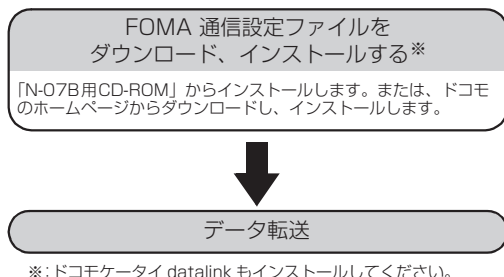 FOMA 通信設定ファイルを
ダウンロード、インストールする※
「N-07B用CD-ROM」からインストールします。または、ドコモ
のホームページからダウンロードし、インストールします。
データ転送
※：ドコモケータイ datalink もインストールしてください。